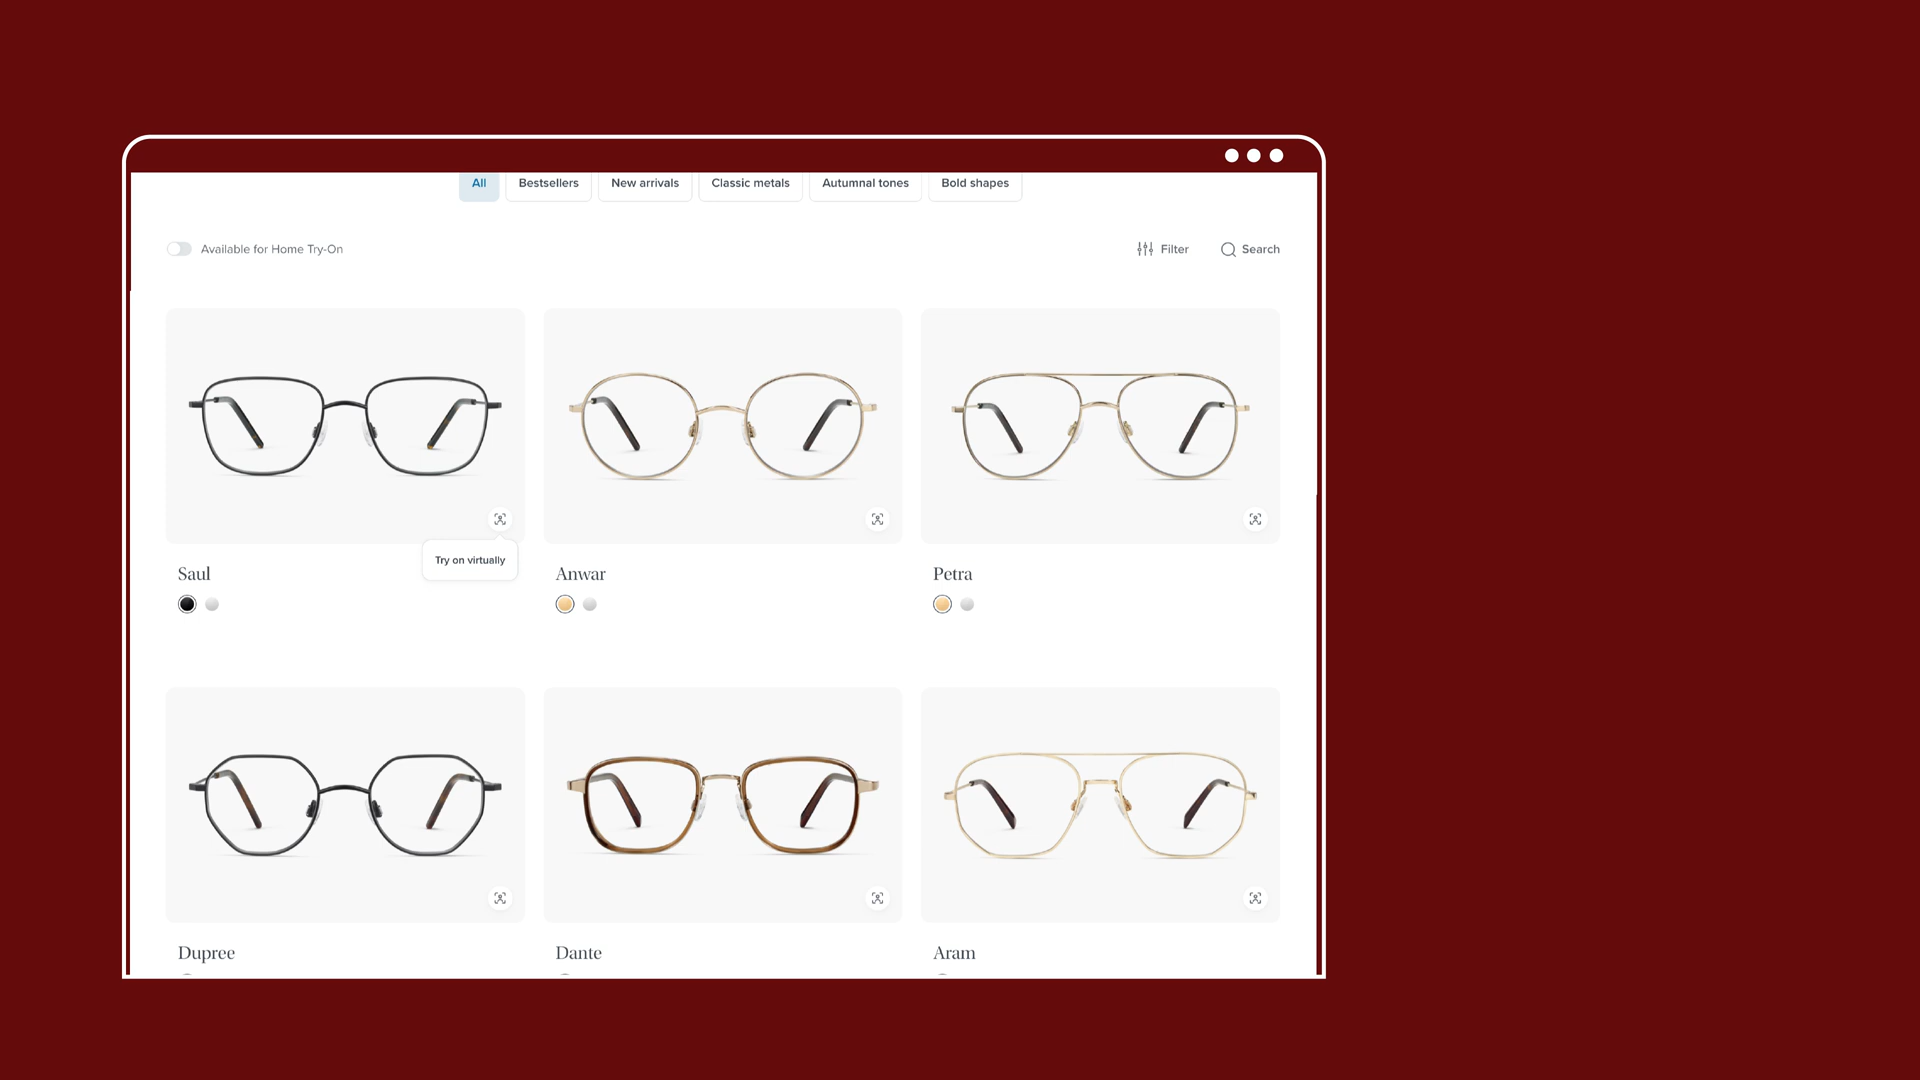 All Bestsellers New arrivals Classic metals Autumnal tones Bold shapes
Available for Home Try-On Filter Search
Try on virtually
Saul Anwar Petra
Dupree Dante Aram